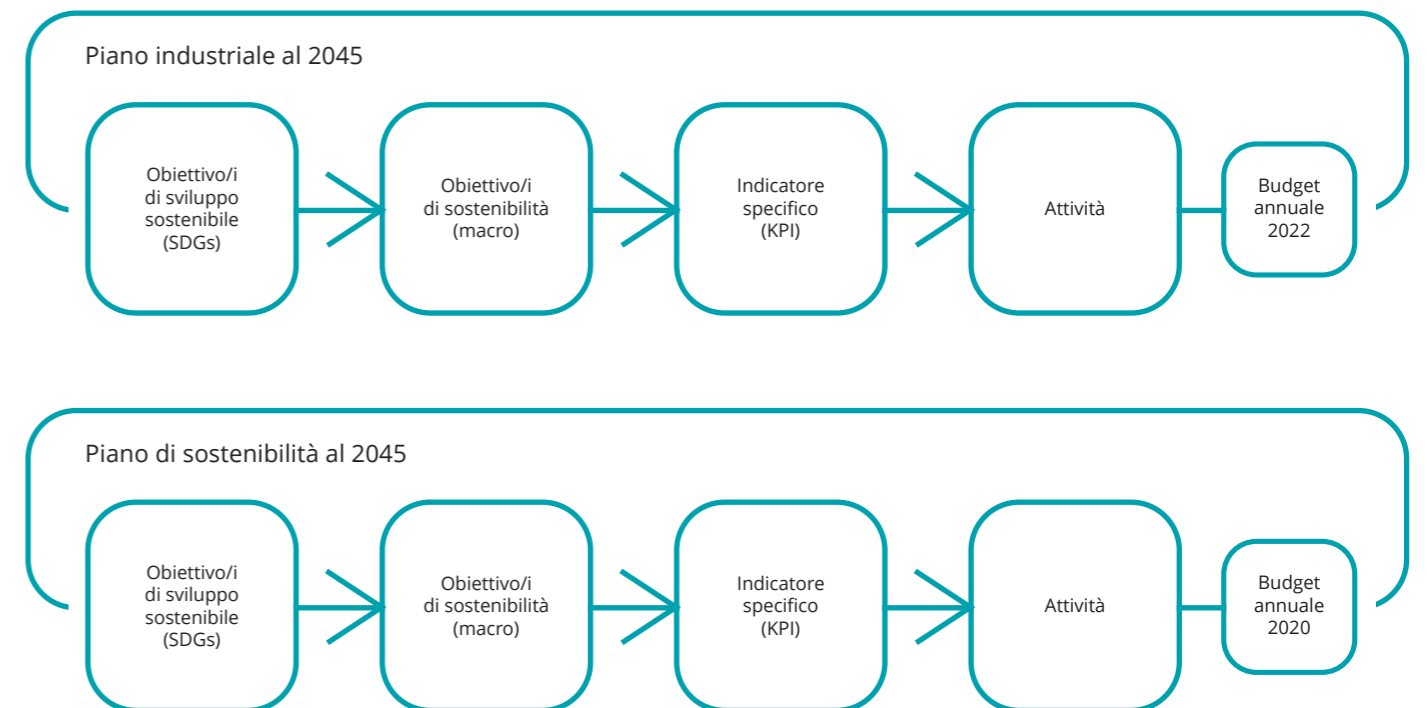 Piano industriale al 2045
Obiettivo/i
di sviluppo
sostenibile
(SDGs)
Obiettivo/i
di sostenibilità
(macro)
Indicatore
specifico
(KPI)
Attività
Budget
annuale
2022
Piano di sostenibilità al 2045
Obiettivo/i
di sviluppo
sostenibile
(SDGs)
Obiettivo/i
di sostenibilità
(macro)
Indicatore
specifico
(KPI)
Attività
Budget
annuale
2020